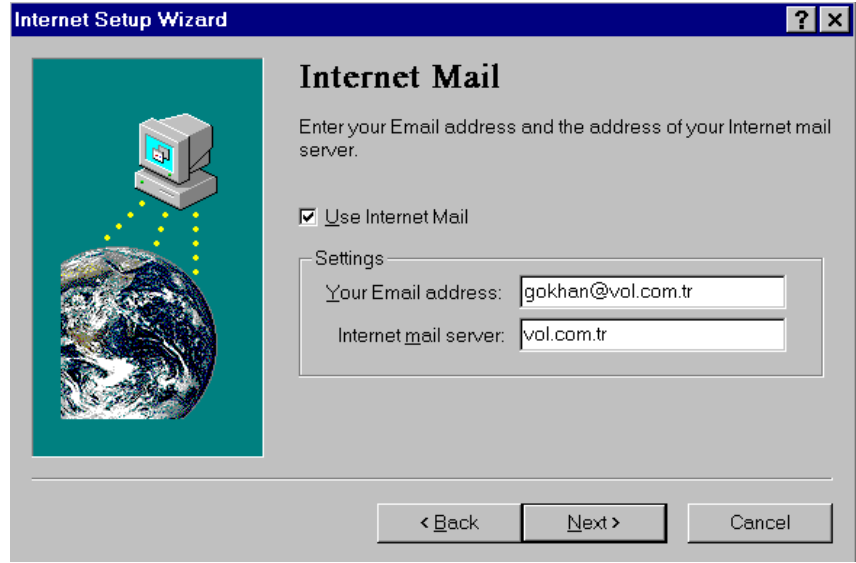 Internet Setup Wizard
Internet Mail
Enter your Email address and the address of your Internet mail
server.
Use Internet Mail
Settings
Your Email address: gokhan@vol.com.tr
Internet mail server: vol.com.tr
< Back Next > Cancel